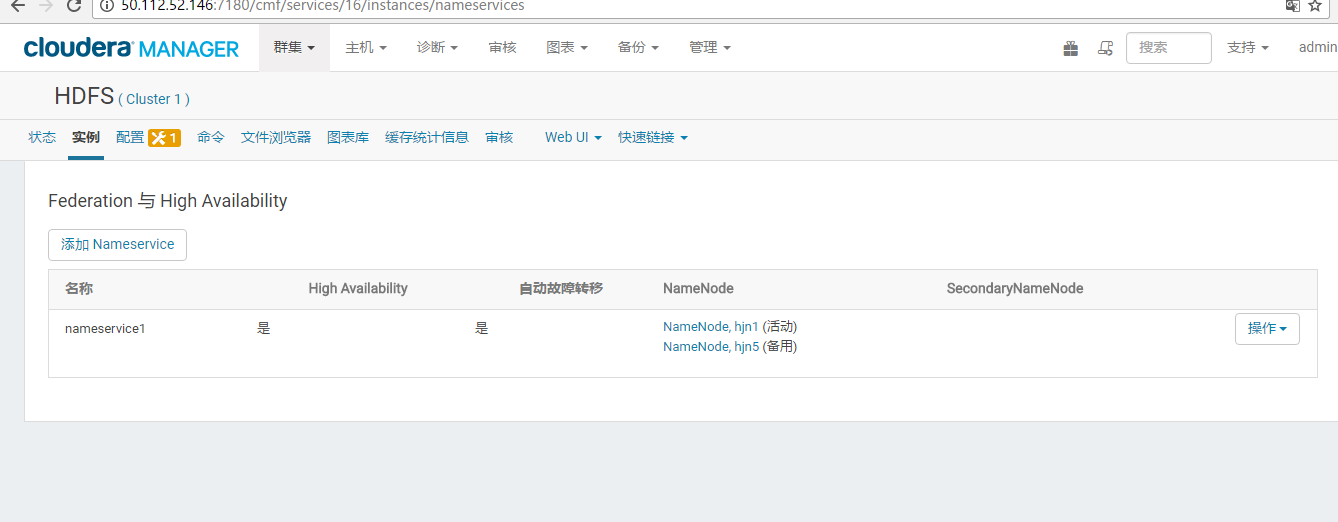 50.112.52.146:7180/cmf/services/16/instances/nameservices
cloudera MANAGER 群集 主机 诊断 审核 图表 备份 管理 搜索 支持 admin
HDFS ( Cluster 1 )
状态 实例 配置 1 命令 文件浏览器 图表库 缓存统计信息 审核 Web UI 快速链接
Federation 与 High Availability
添加 Nameservice
名称 High Availability 自动故障转移 NameNode SecondaryNameNode
nameservice1 是 是 NameNode, hjn1 (活动) 操作
NameNode, hjn5 (备用)